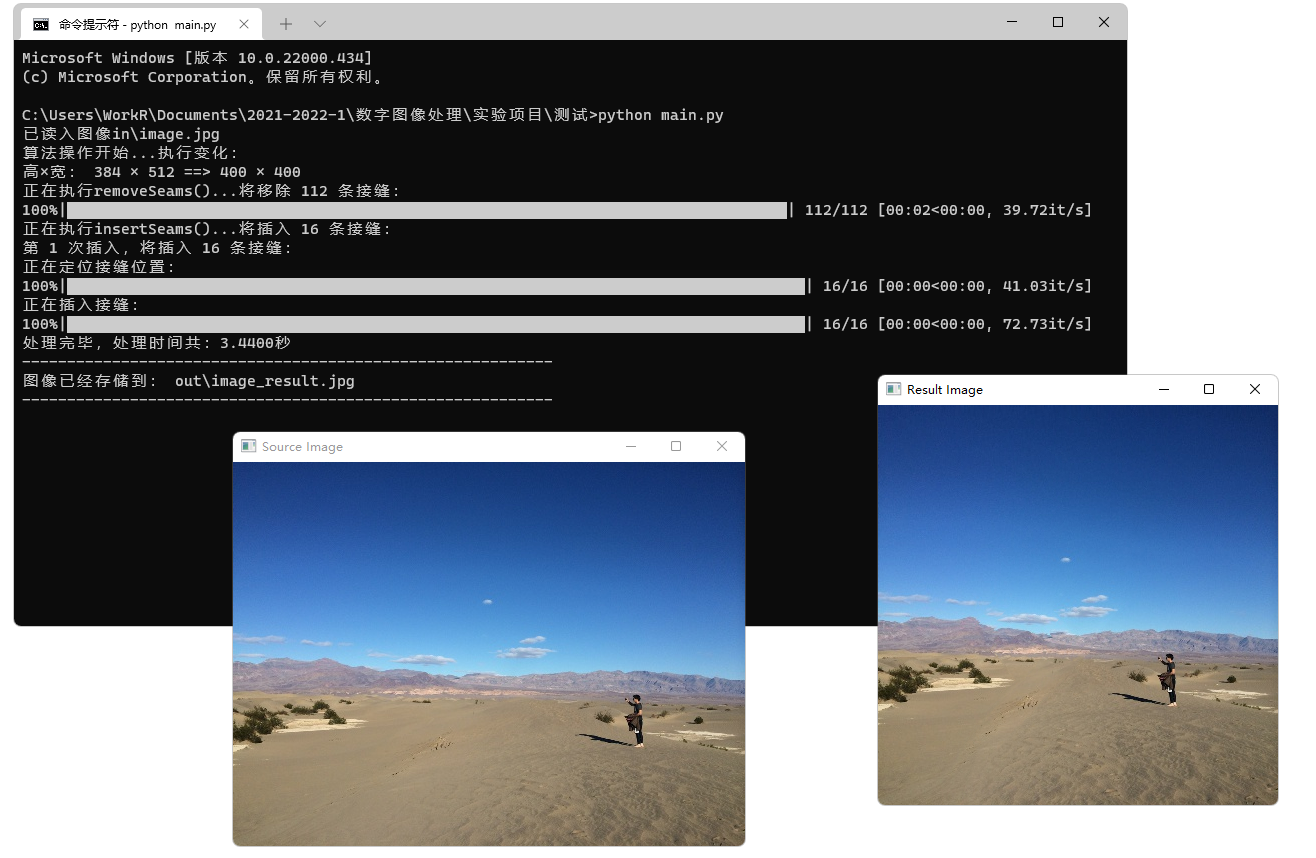 命令提示符 - python  main.py
Microsoft Windows [版本 10.0.22000.434]
(c) Microsoft Corporation。保留所有权利。
C:\Users\WorkR\Documents\2021-2022-1\数字图像处理\实验项目\测试>python main.py
已读入图像in\image.jpg
算法操作开始...执行变化:
高×宽:  384 × 512 ==> 400 × 400
正在执行removeSeams()...将移除 112 条接缝:
100%|| 112/112 [00:02<00:00, 39.72it/s]
正在执行insertSeams()...将插入 16 条接缝:
第 1 次插入, 将插入 16 条接缝:
正在定位接缝位置:
100%|| 16/16 [00:00<00:00, 41.03it/s]
正在插入接缝:
100%|| 16/16 [00:00<00:00, 72.73it/s]
处理完毕, 处理时间共: 3.4400秒
-----------------------------------------------------------
图像已经存储到:  out\image_result.jpg
-----------------------------------------------------------
Result Image
Source Image